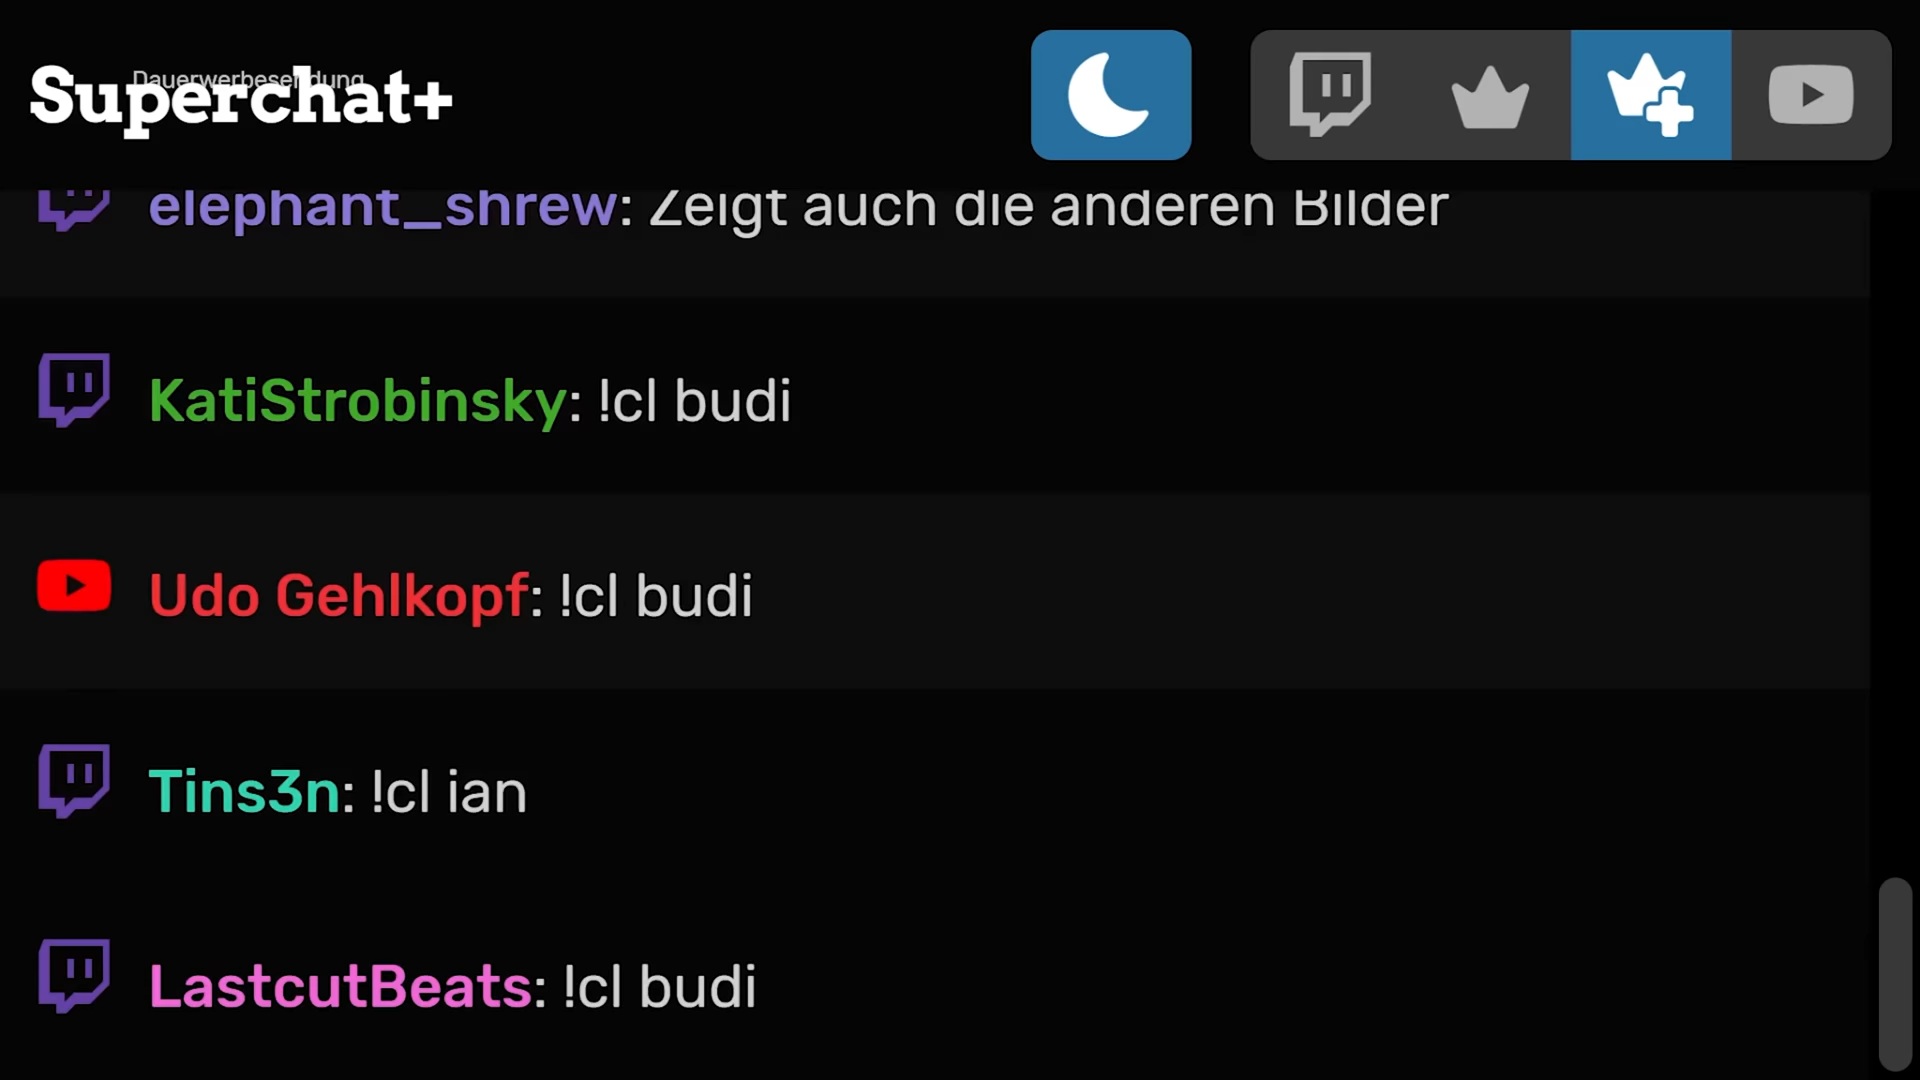 Dauerwerbesendung
Superchat+
elephant_shrew: Zeigt auch die anderen Bilder
KatiStrobinsky: !cl budi
Udo Gehlkopf: !cl budi
Tins3n: !cl ian
LastcutBeats: !cl budi